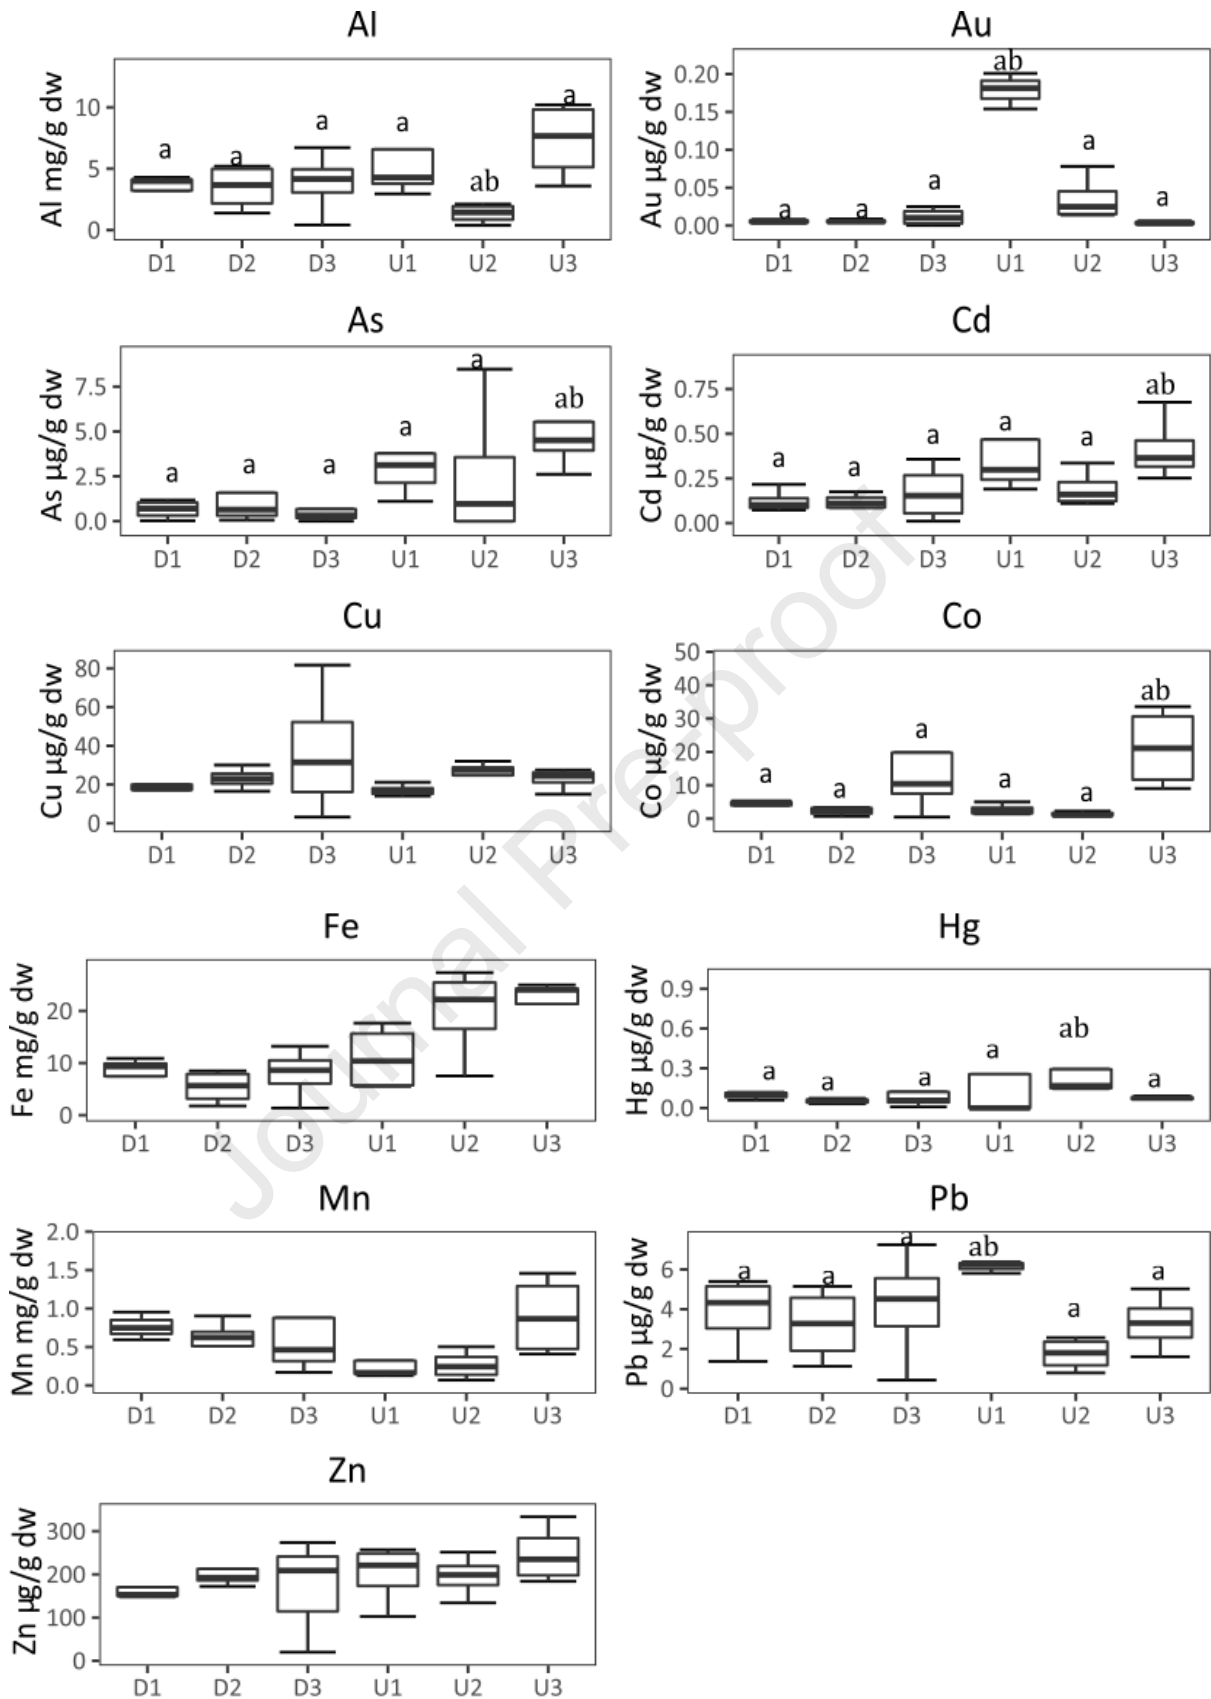 Al
Al mg/g dw
10
5
0
a a a a ab a
D1 D2 D3 U1 U2 U3
Au
Au µg/g dw
0.20
0.15
0.10
0.05
0.00
a a a ab a a
D1 D2 D3 U1 U2 U3
As
As µg/g dw
7.5
5.0
2.5
0.0
a a a a a ab
D1 D2 D3 U1 U2 U3
Cd
Cd µg/g dw
0.75
0.50
0.25
0.00
a a a a a ab
D1 D2 D3 U1 U2 U3
Cu
Cu µg/g dw
80
60
40
20
0
D1 D2 D3 U1 U2 U3
Co
Co µg/g dw
50
40
30
20
10
0
a a a a a ab
D1 D2 D3 U1 U2 U3
Fe
Fe mg/g dw
20
10
0
D1 D2 D3 U1 U2 U3
Hg
Hg µg/g dw
0.9
0.6
0.3
0.0
a a a a ab a
D1 D2 D3 U1 U2 U3
Mn
Mn mg/g dw
2.0
1.5
1.0
0.5
0.0
D1 D2 D3 U1 U2 U3
Pb
Pb µg/g dw
6
4
2
0
a a a ab a a
D1 D2 D3 U1 U2 U3
Zn
Zn µg/g dw
300
200
100
0
D1 D2 D3 U1 U2 U3
Journal Pre-proof